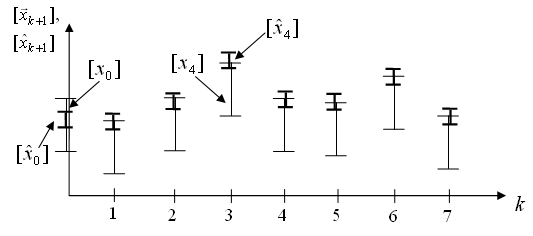 [x⃗ₖ₊₁],
[x̂ₖ₊₁]
[x̂₄]
[x₄]
[x₀]
[x̂₀]
1 2 3 4 5 6 7 k